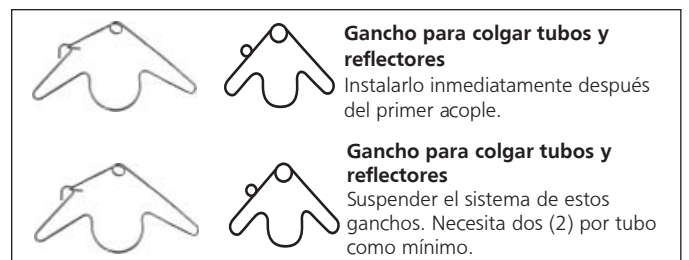 Gancho para colgar tubos y
reflectores
Instalarlo inmediatamente después
del primer acople.
Gancho para colgar tubos y
reflectores
Suspender el sistema de estos
ganchos. Necesita dos (2) por tubo
como mínimo.